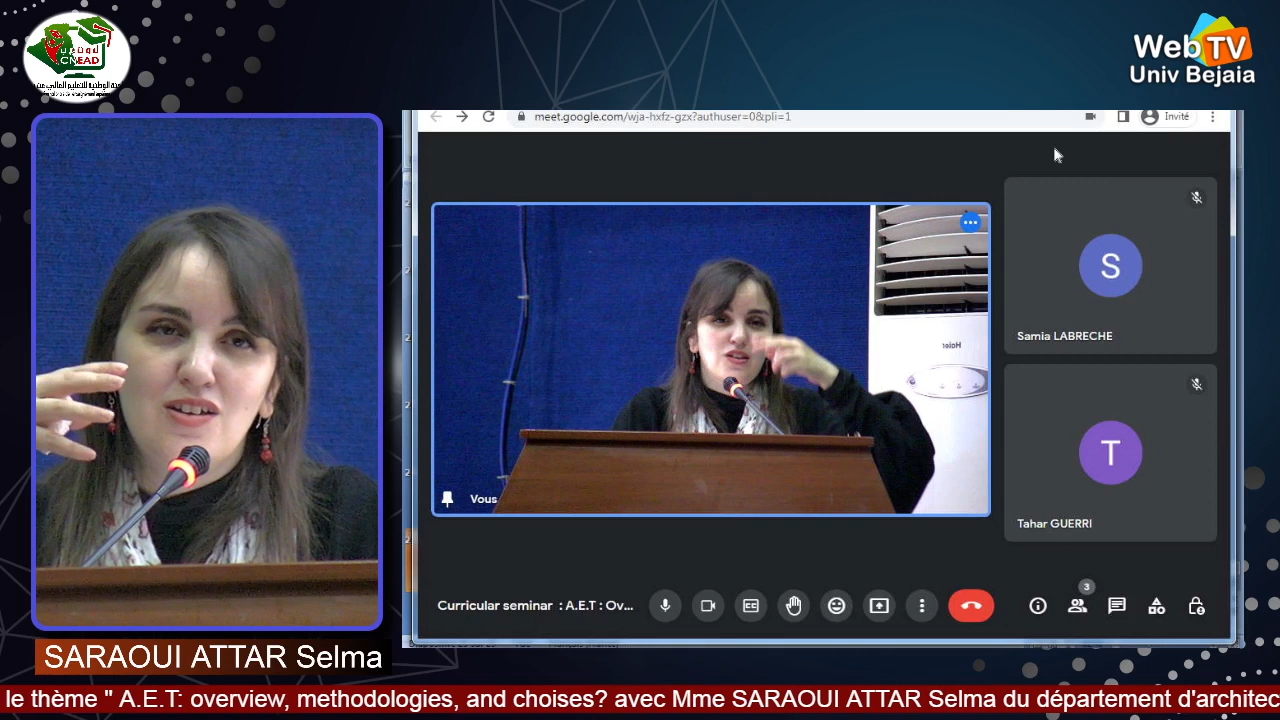 لوت ص ت
CNEAD
Web TV
Univ Bejaia
meet.google.com/wja-hxfz-gzx?authuser=0&pli=1
Invité
Haier
Vous
Samia LABRECHE
S
T
Tahar GUERRI
3
Curricular seminar : A.E.T : Ov...
SARAOUI ATTAR Selma
le thème " A.E.T: overview, methodologies, and choises? avec Mme SARAOUI ATTAR Selma du département d'architec